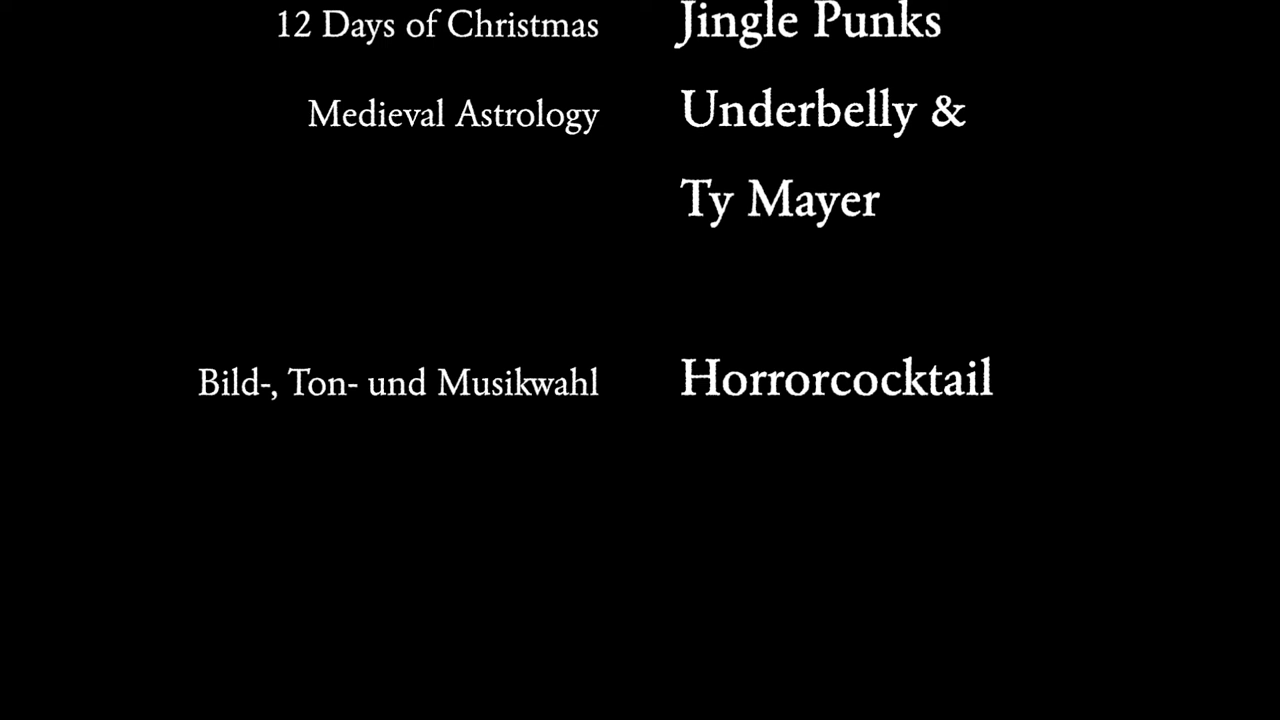 12 Days of Christmas Jingle Punks
Medieval Astrology Underbelly &
Ty Mayer
Bild-, Ton- und Musikwahl Horrorcocktail